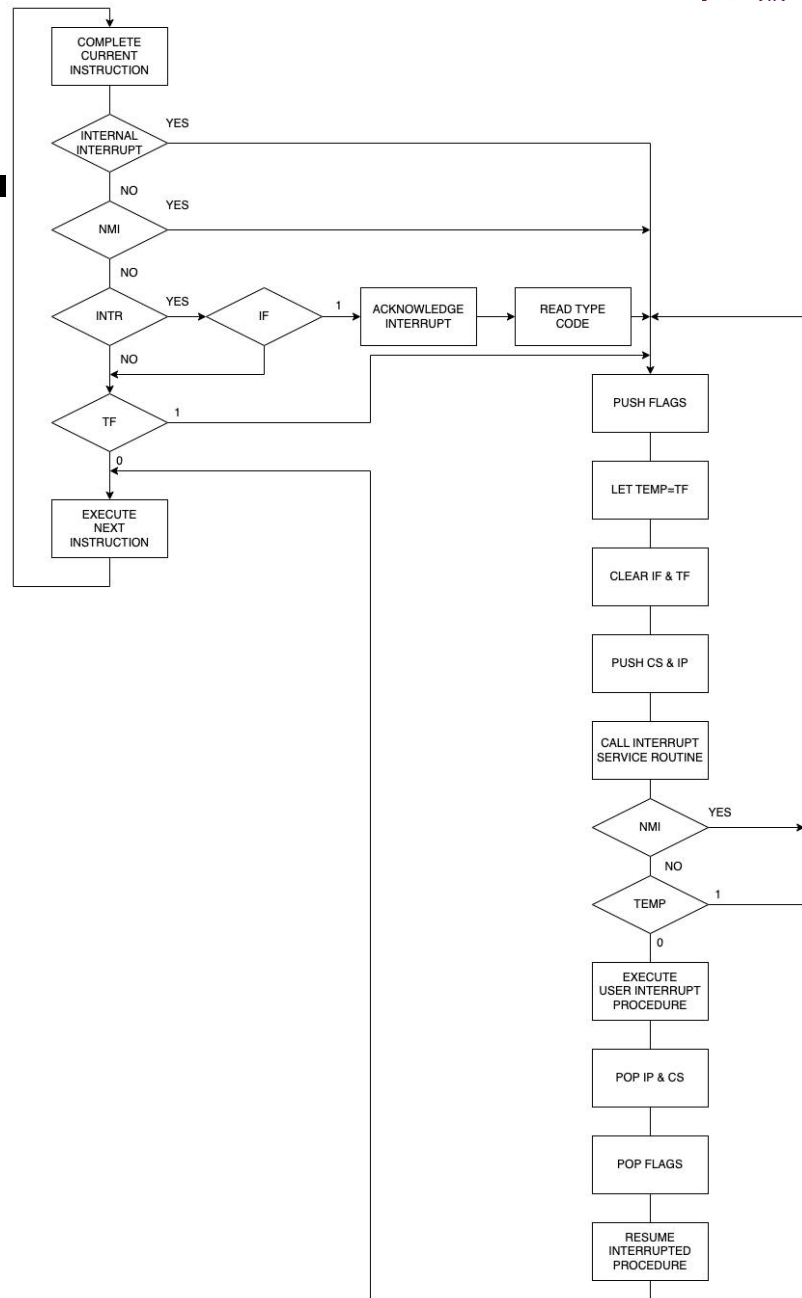 COMPLETE
CURRENT
INSTRUCTION
INTERNAL
INTERRUPT
YES
NO
NMI
YES
NO
INTR
YES
IF
1
ACKNOWLEDGE
INTERRUPT
READ TYPE
CODE
NO
TF
1
0
EXECUTE
NEXT
INSTRUCTION
PUSH FLAGS
LET TEMP=TF
CLEAR IF & TF
PUSH CS & IP
CALL INTERRUPT
SERVICE ROUTINE
NMI
YES
NO
TEMP
1
0
EXECUTE
USER INTERRUPT
PROCEDURE
POP IP & CS
POP FLAGS
RESUME
INTERRUPTED
PROCEDURE